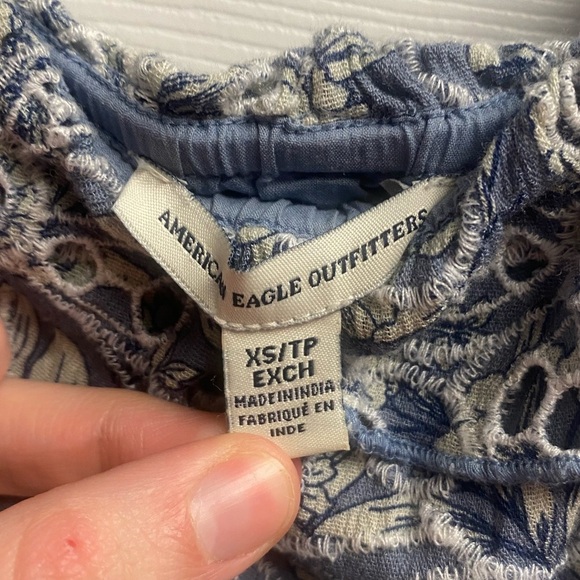 AMERICAN EAGLE OUTFITTERS
XS/TP
EXCH
MADEININDIA
FABRIQUÉ EN
INDE